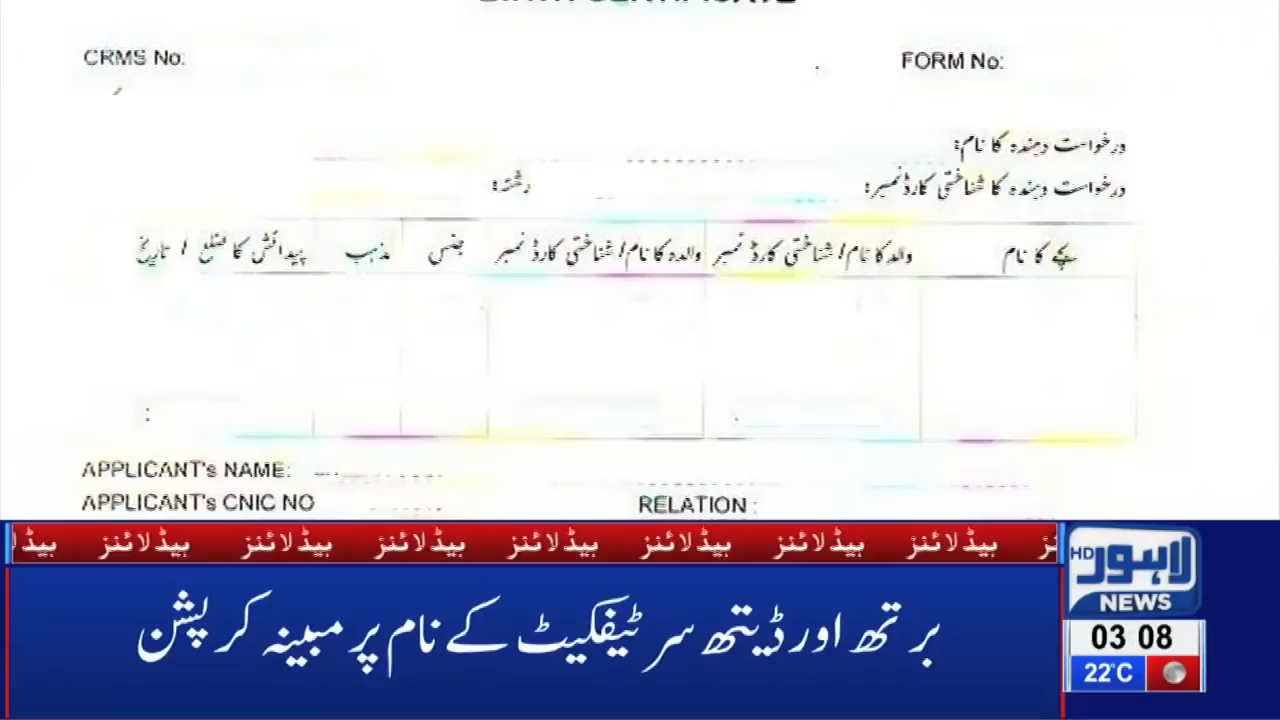 BIRTH CERTIFICATE
CRMS No:
FORM No:
درخواست دہندہ کا نام:
درخواست دہندہ کا شناختی کارڈ نمبر:
رشتہ:
بچے کا نام
والد کا نام/ شناختی کارڈ نمبر
والدہ کا نام/ شناختی کارڈ نمبر
جنس
مذہب
پیدائش کا ضلع / تاریخ
APPLICANT's NAME:
APPLICANT's CNIC NO
RELATION :
ہیڈلائنز ہیڈلائنز ہیڈلائنز ہیڈلائنز ہیڈلائنز ہیڈلائنز ہیڈلائنز
برتھ اور ڈیتھ سرٹیفکیٹ کے نام پر مبینہ کرپشن
لاہور HD
NEWS
03 08
22°C